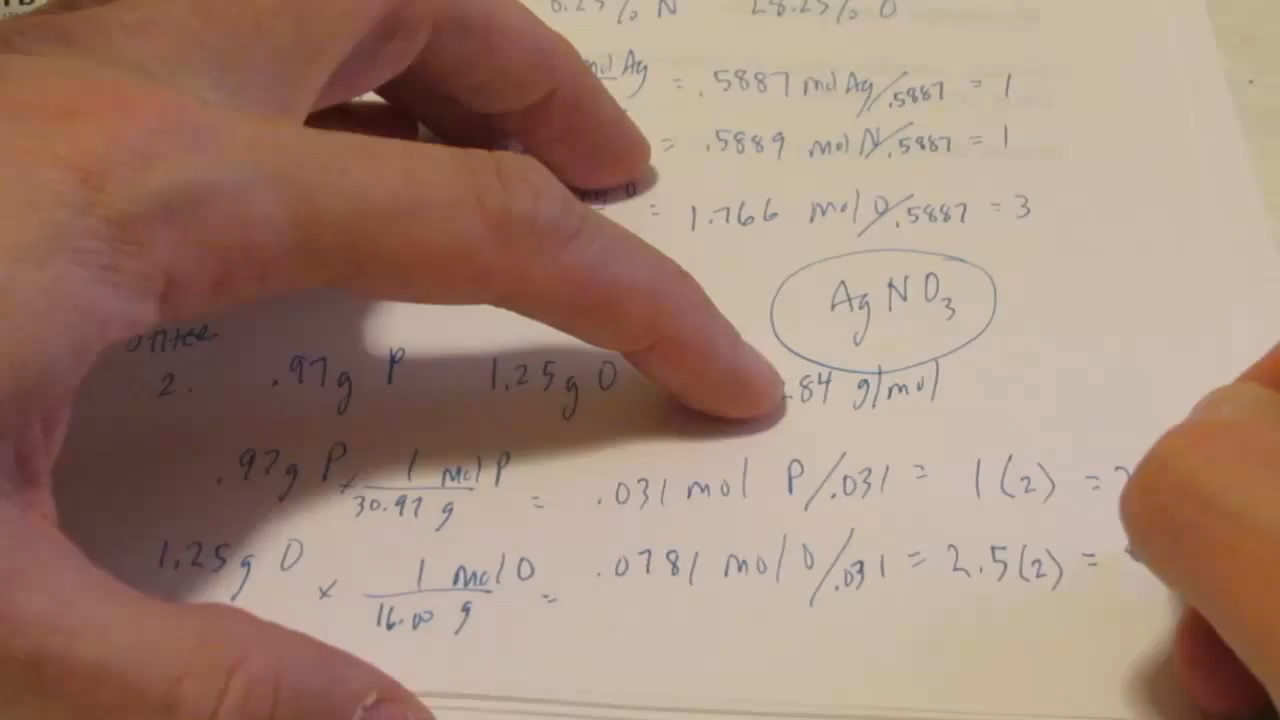 % N 28.25% O
mol Ag = .5887 mol Ag/.5887 = 1
= .5889 mol N/.5887 = 1
= 1.766 mol O/.5887 = 3
AgNO3
2. .97g P 1.25g O .84 g/mol
.97g P x 1 mol P = .031 mol P/.031 = 1(2) =
30.97 g
1.25g O x 1 mol O = .0781 mol O/.031 = 2.5(2) =
16.00 g